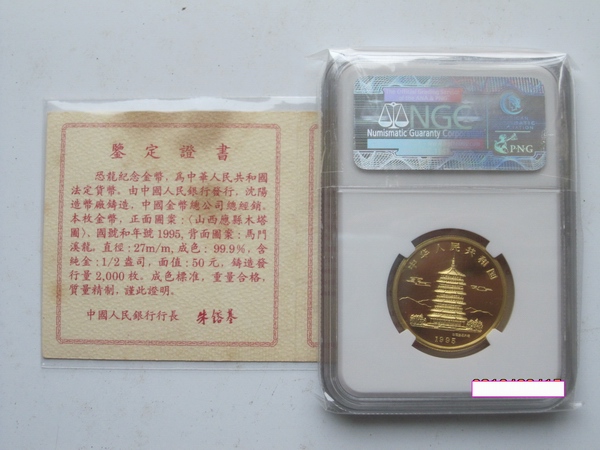 鑒定證書
恐龍紀念金幣，爲中華人民共和國
法定貨幣，由中國人民銀行發行，沈陽
造幣廠鑄造，中國金幣總公司總經銷。
本枚金幣，正面圖案：〈山西應縣木塔
圖〉，國號和年號1995，背面圖案：馬門
溪龍，直徑：27m/m，成色：99.9%，含
純金：1/2盎司，面值：50元，鑄造發
行量2,000枚。成色標准，重量合格，
質量精制，謹此證明。
中國人民銀行行長
NGC
Numismatic Guaranty Corporation
PNG
中华人民共和国
1995